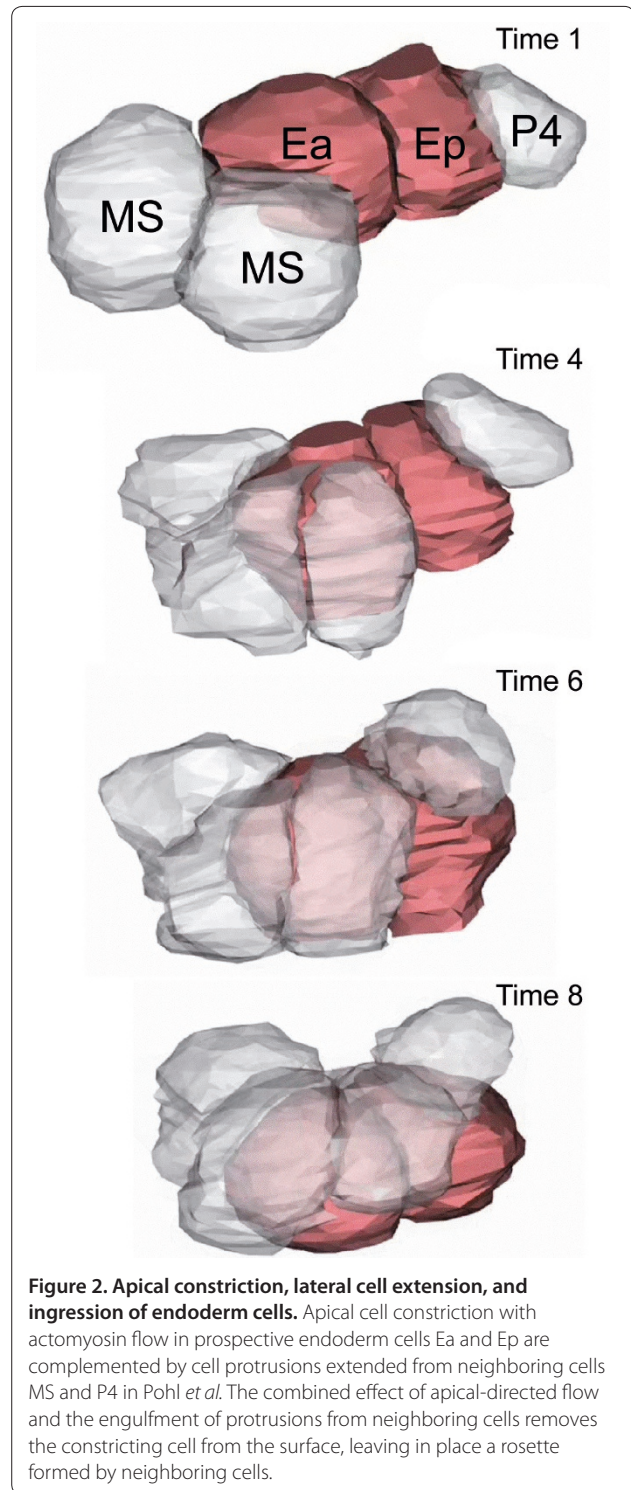 Time 1
Ea
Ep
P4
MS
MS
Time 4
Time 6
Time 8
Figure 2. Apical constriction, lateral cell extension, and
ingression of endoderm cells. Apical cell constriction with
actomyosin flow in prospective endoderm cells Ea and Ep are
complemented by cell protrusions extended from neighboring cells
MS and P4 in Pohl et al. The combined effect of apical-directed flow
and the engulfment of protrusions from neighboring cells removes
the constricting cell from the surface, leaving in place a rosette
formed by neighboring cells.